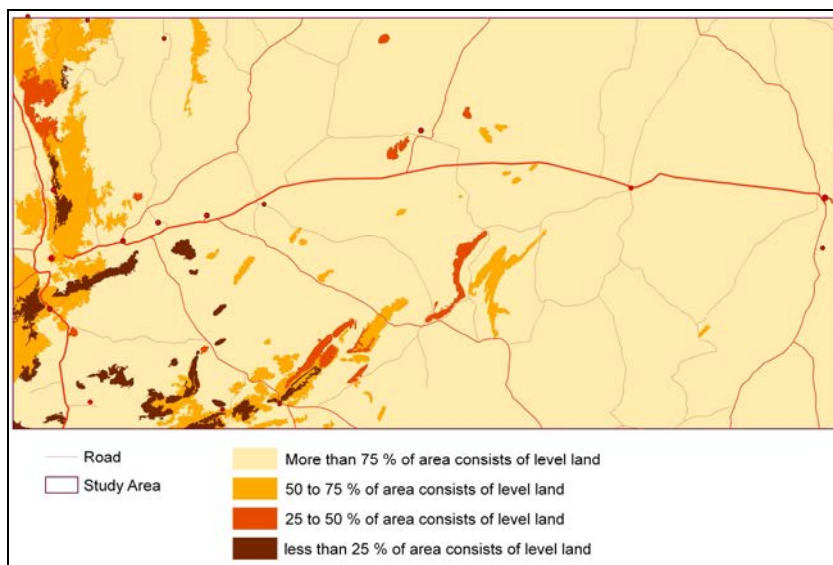 Road
Study Area
More than 75 % of area consists of level land
50 to 75 % of area consists of level land
25 to 50 % of area consists of level land
less than 25 % of area consists of level land